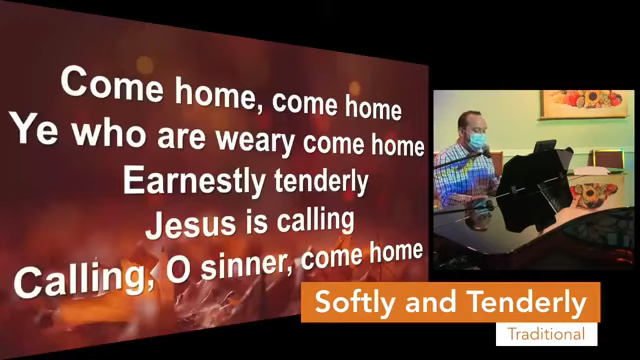 Come home, come home
Ye who are weary come home
Earnestly tenderly
Jesus is calling
Calling, O sinner, come home
Softly and Tenderly
Traditional